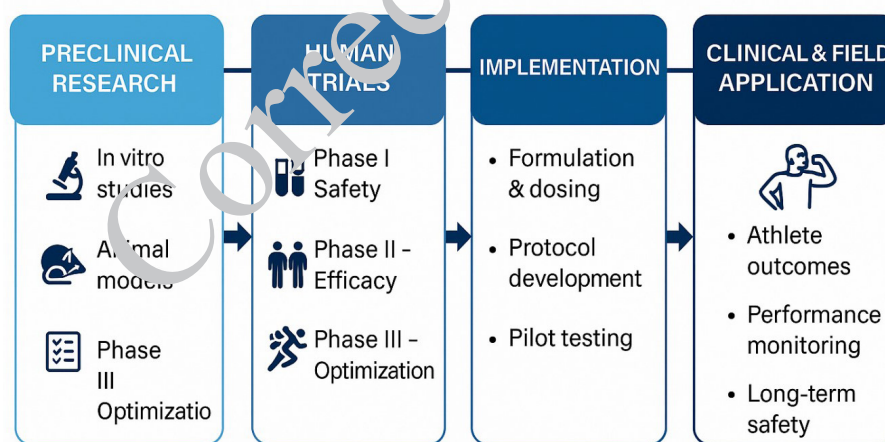 PRECLINICAL
RESEARCH
In vitro
studies
Animal
models
Phase
III
Optimizatio
HUMAN
TRIALS
Phase I
Safety
Phase II –
Efficacy
Phase III –
Optimization
IMPLEMENTATION
• Formulation
& dosing
• Protocol
development
• Pilot testing
CLINICAL & FIELD
APPLICATION
• Athlete
outcomes
• Performance
monitoring
• Long-term
safety
Correc